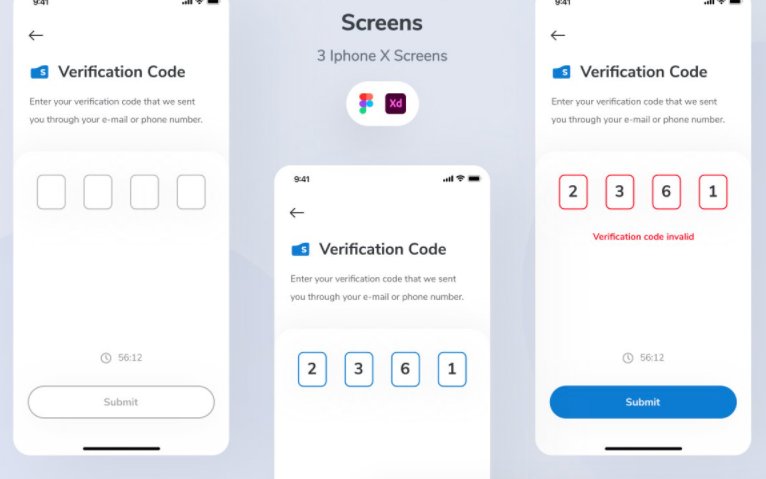 9:41
S Verification Code
Enter your verification code that we sent
you through your e-mail or phone number.
56:12
Submit
Screens
3 Iphone X Screens
Xd
9:41
S Verification Code
Enter your verification code that we sent
you through your e-mail or phone number.
2 3 6 1
9:41
S Verification Code
Enter your verification code that we sent
you through your e-mail or phone number.
2 3 6 1
Verification code invalid
56:12
Submit